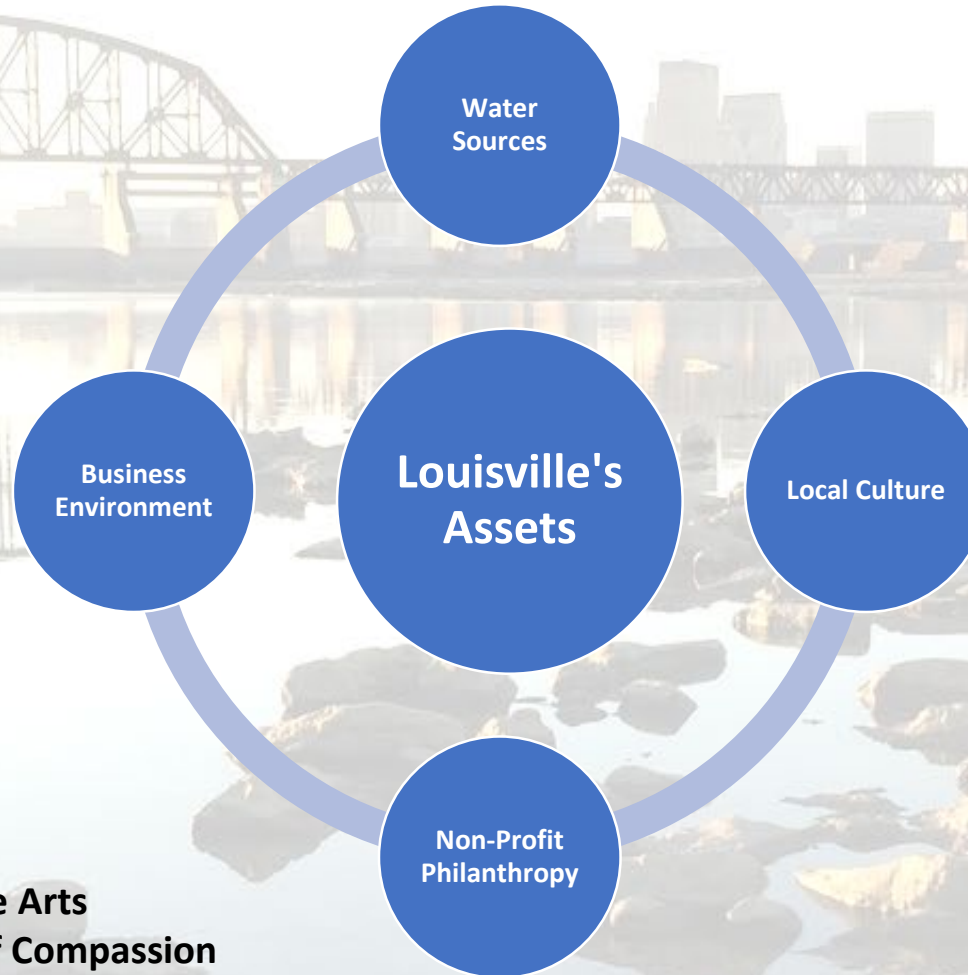 Water
Sources
Business
Environment
Louisville's
Assets
Local Culture
Non-Profit
Philanthropy
e Arts
f Compassion